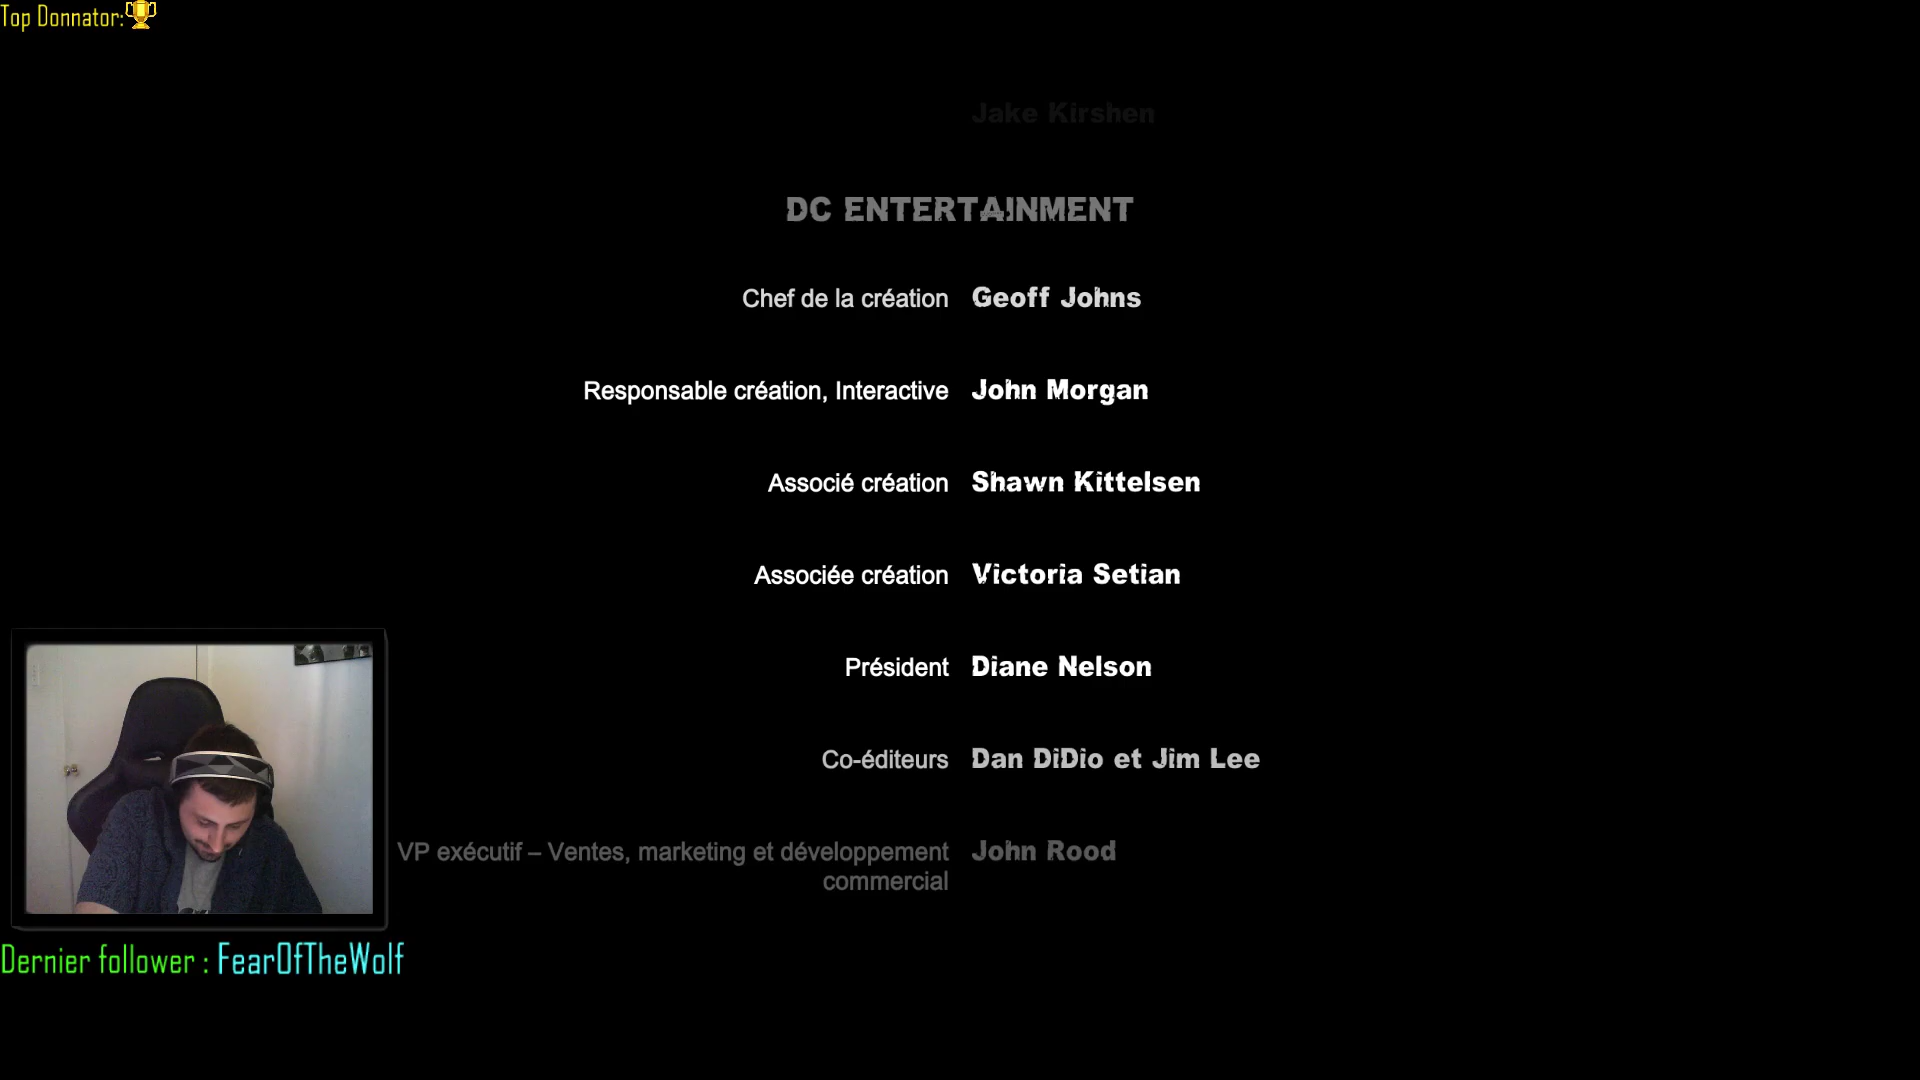 Top Donnator:
Jake Kirshen
DC ENTERTAINMENT
Chef de la création Geoff Johns
Responsable création, Interactive John Morgan
Associé création Shawn Kittelsen
Associée création Victoria Setian
Président Diane Nelson
Co-éditeurs Dan DiDio et Jim Lee
VP exécutif – Ventes, marketing et développement John Rood
commercial
Dernier follower : FearOfTheWolf